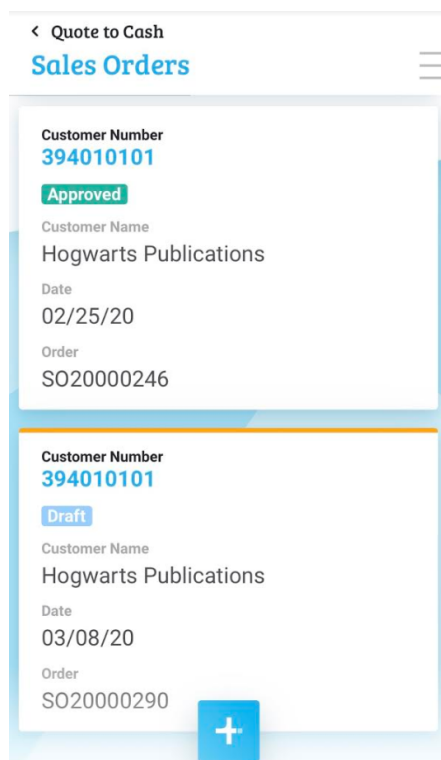 Quote to Cash
Sales Orders
Customer Number
394010101
Approved
Customer Name
Hogwarts Publications
Date
02/25/20
Order
SO20000246
Customer Number
394010101
Draft
Customer Name
Hogwarts Publications
Date
03/08/20
Order
SO20000290